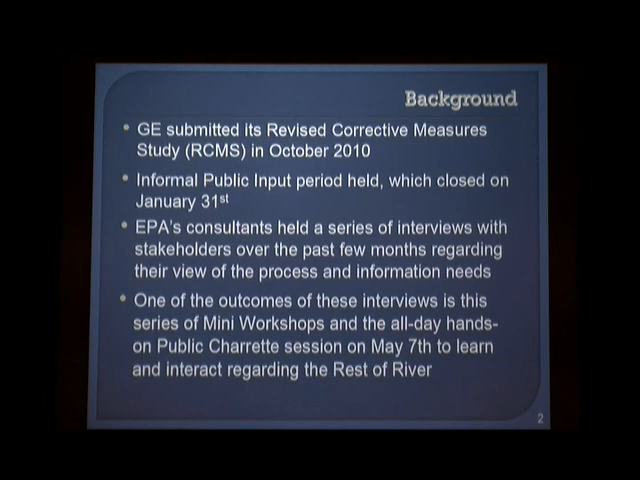 Background
• GE submitted its Revised Corrective Measures
Study (RCMS) in October 2010
• Informal Public Input period held, which closed on
January 31st
• EPA's consultants held a series of interviews with
stakeholders over the past few months regarding
their view of the process and information needs
• One of the outcomes of these interviews is this
series of Mini Workshops and the all-day hands-
on Public Charrette session on May 7th to learn
and interact regarding the Rest of River
2